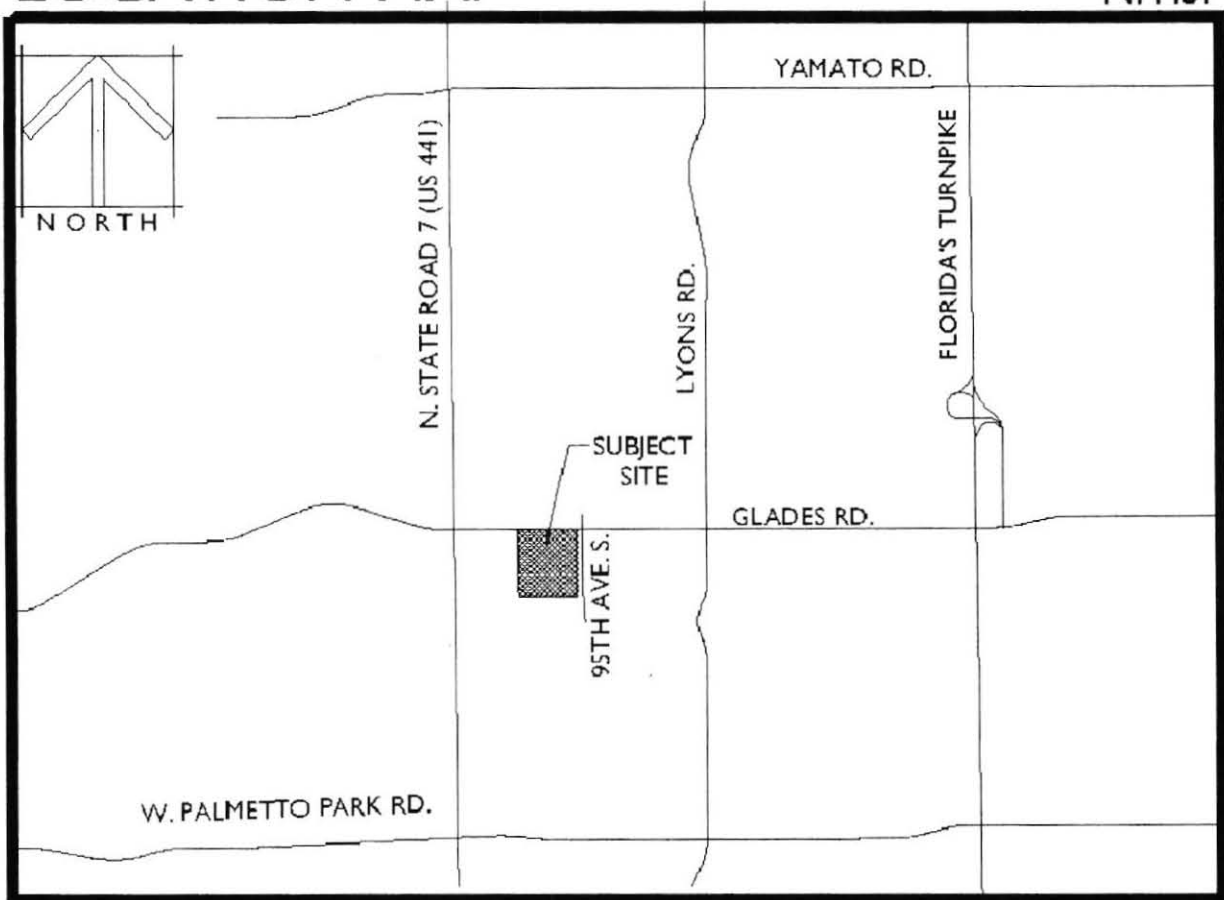 YAMATO RD.
NORTH
N. STATE ROAD 7 (US 441)
LYONS RD.
FLORIDA'S TURNPIKE
SUBJECT
SITE
GLADES RD.
95TH AVE. S.
W. PALMETTO PARK RD.